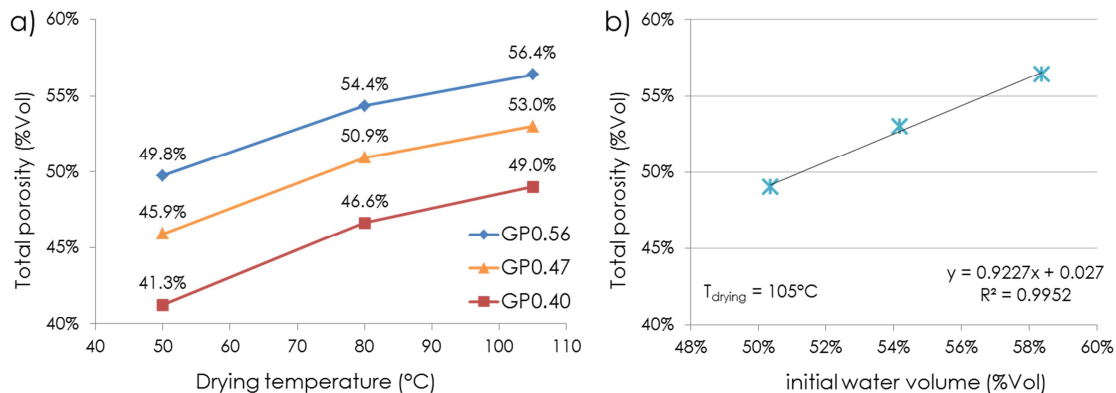 a)
Total porosity (%Vol)
60%
55%
50%
45%
40%
56.4%
54.4%
53.0%
49.8%
50.9%
49.0%
45.9%
46.6%
41.3%
GP0.56
GP0.47
GP0.40
40 50 60 70 80 90 100 110
Drying temperature (°C)
b)
Total porosity (%Vol)
60%
55%
50%
45%
40%
y = 0.9227x + 0.027
R² = 0.9952
Tdrying = 105°C
48% 50% 52% 54% 56% 58% 60%
initial water volume (%Vol)